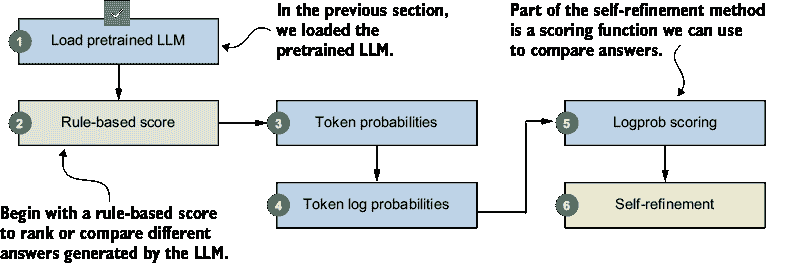 1 Load pretrained LLM
In the previous section,
we loaded the
pretrained LLM.
2 Rule-based score
Begin with a rule-based score
to rank or compare different
answers generated by the LLM.
3 Token probabilities
4 Token log probabilities
Part of the self-refinement method
is a scoring function we can use
to compare answers.
5 Logprob scoring
6 Self-refinement